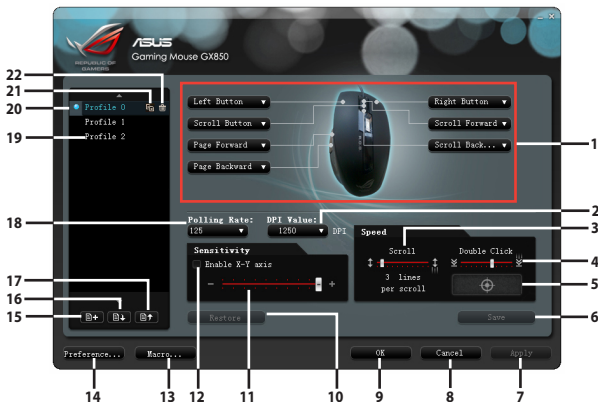 REPUBLIC OF
GAMERS
ASUS
Gaming Mouse GX850
22
21
20
19
Profile 0
Profile 1
Profile 2
Left Button
Scroll Button
Page Forward
Page Backward
Right Button
Scroll Forward
Scroll Back...
1
18
Polling Rate:
125
DPI Value:
1250
DPI
2
Speed
3
Scroll
Double Click
4
3 lines
per scroll
5
Sensitivity
Enable X-Y axis
- +
17
16
15
Restore
Save
6
Preference...
Macro...
OK
Cancel
Apply
14
13
12
11
10
9
8
7